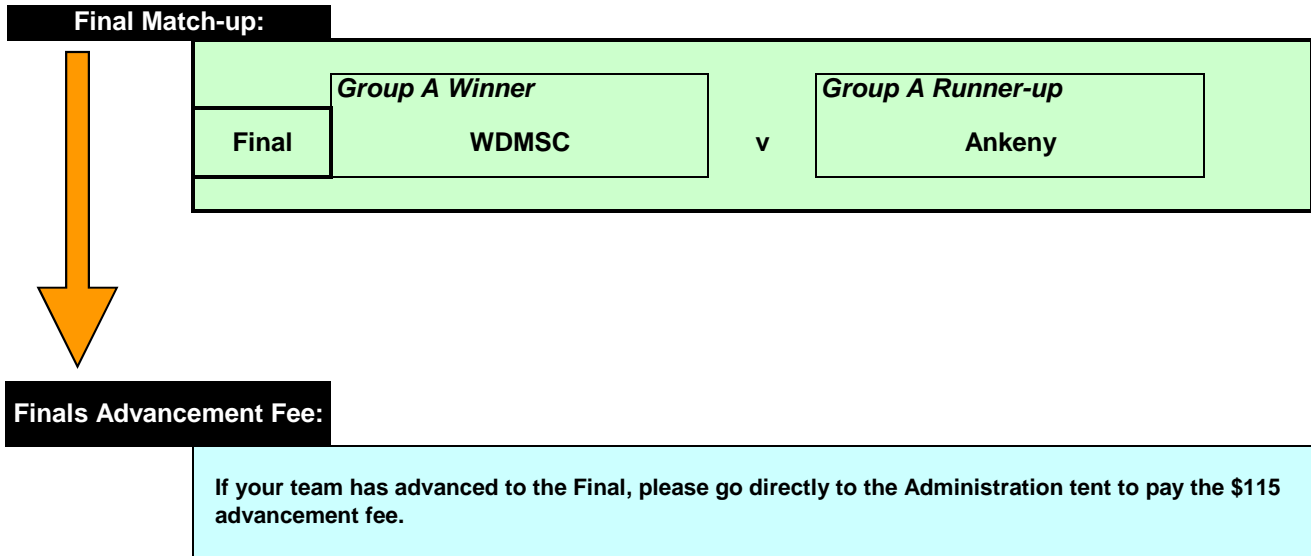 Final Match-up:
Group A Winner Group A Runner-up
Final WDMSC v Ankeny
Finals Advancement Fee:
If your team has advanced to the Final, please go directly to the Administration tent to pay the $115
advancement fee.